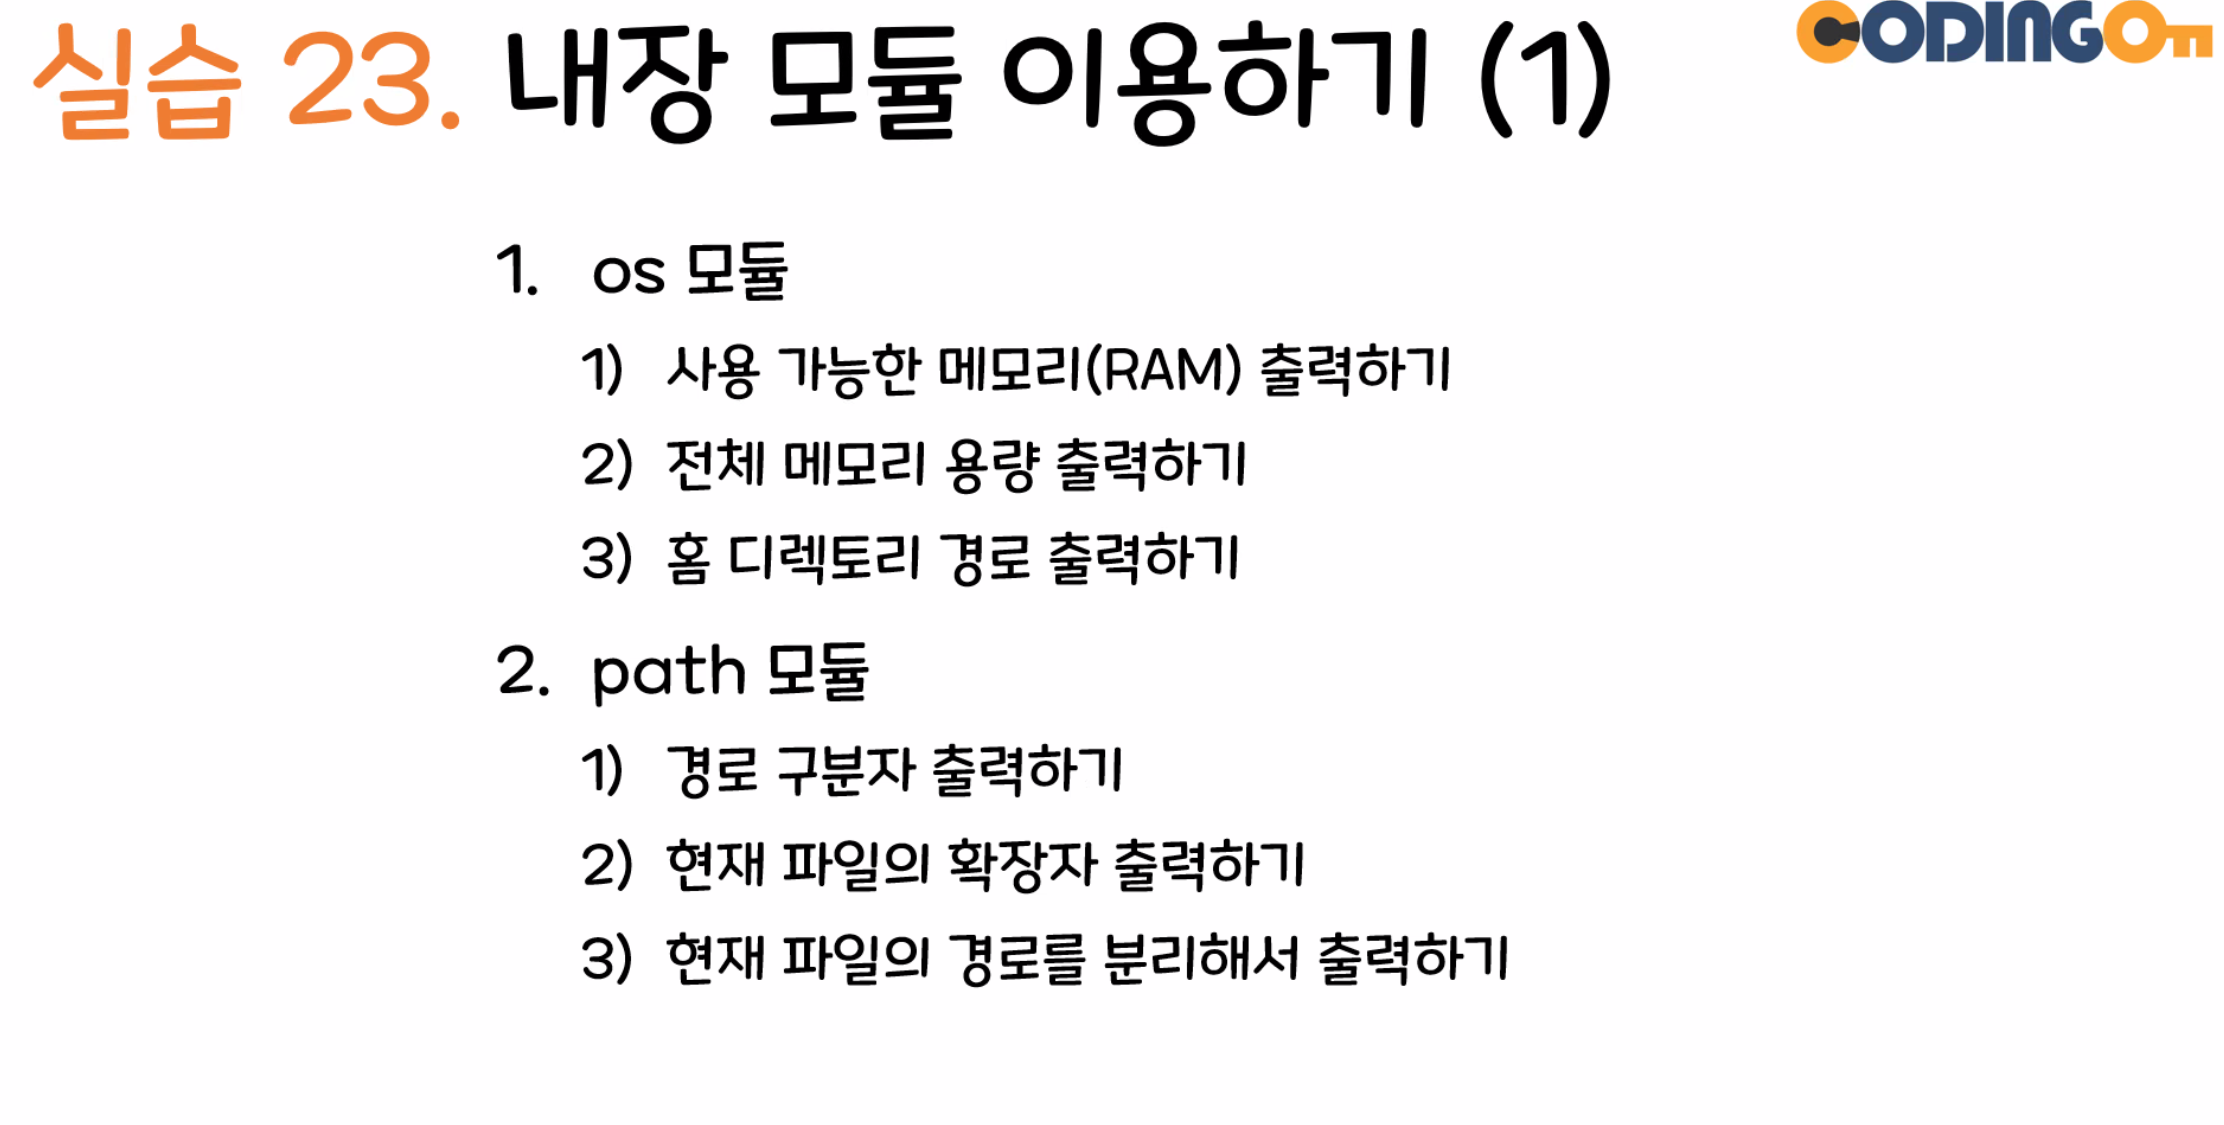 실습 23. 내장 모듈 이용하기 (1)
CODINGOn
1. os 모듈
1) 사용 가능한 메모리(RAM) 출력하기
2) 전체 메모리 용량 출력하기
3) 홈 디렉토리 경로 출력하기
2. path 모듈
1) 경로 구분자 출력하기
2) 현재 파일의 확장자 출력하기
3) 현재 파일의 경로를 분리해서 출력하기